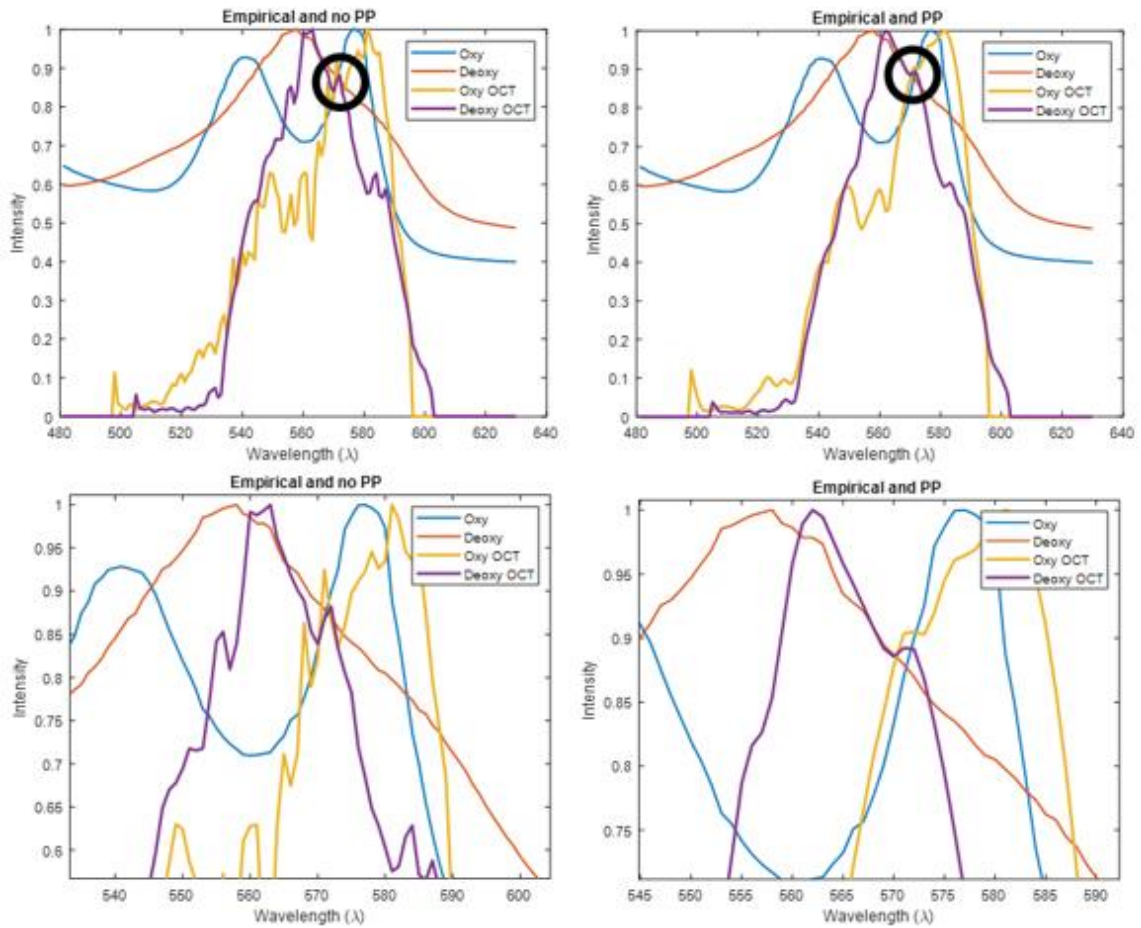 Empirical and no PP
1
0.9
0.8
0.7
0.6
0.5
0.4
0.3
0.2
0.1
0
Intensity
480 500 520 540 560 580 600 620 640
Wavelength (λ)
Oxy
Deoxy
Oxy OCT
Deoxy OCT
Empirical and PP
1
0.9
0.8
0.7
0.6
0.5
0.4
0.3
0.2
0.1
0
Intensity
480 500 520 540 560 580 600 620 640
Wavelength (λ)
Oxy
Deoxy
Oxy OCT
Deoxy OCT
Empirical and no PP
1
0.95
0.9
0.85
0.8
0.75
0.7
0.65
0.6
Intensity
540 550 560 570 580 590 600
Wavelength (λ)
Oxy
Deoxy
Oxy OCT
Deoxy OCT
Empirical and PP
1
0.95
0.9
0.85
0.8
0.75
Intensity
545 550 555 560 565 570 575 580 585 590
Wavelength (λ)
Oxy
Deoxy
Oxy OCT
Deoxy OCT